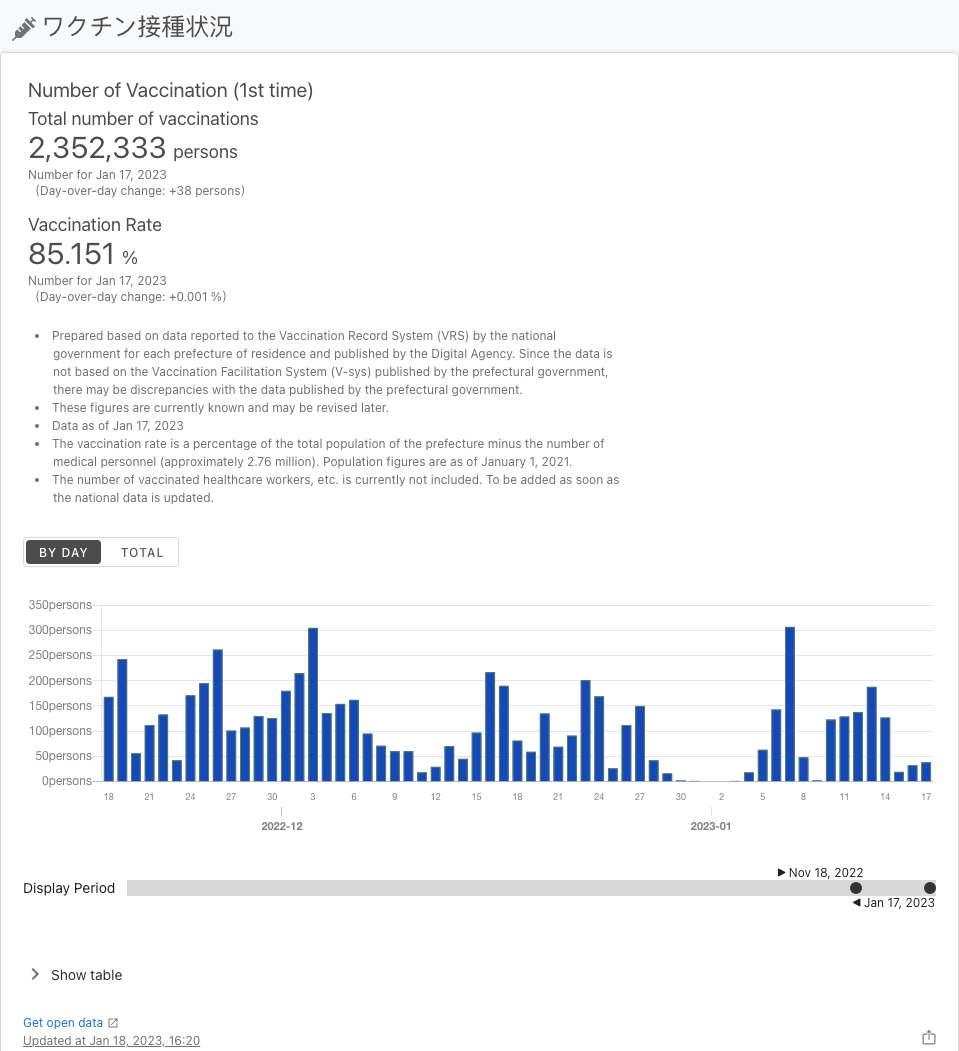 ワクチン接種状況
Number of Vaccination (1st time)
Total number of vaccinations
2,352,333 persons
Number for Jan 17, 2023
(Day-over-day change: +38 persons)
Vaccination Rate
85.151 %
Number for Jan 17, 2023
(Day-over-day change: +0.001 %)
• Prepared based on data reported to the Vaccination Record System (VRS) by the national
government for each prefecture of residence and published by the Digital Agency. Since the data is
not based on the Vaccination Facilitation System (V-sys) published by the prefectural government,
there may be discrepancies with the data published by the prefectural government.
• These figures are currently known and may be revised later.
• Data as of Jan 17, 2023
• The vaccination rate is a percentage of the total population of the prefecture minus the number of
medical personnel (approximately 2.76 million). Population figures are as of January 1, 2021.
• The number of vaccinated healthcare workers, etc. is currently not included. To be added as soon as
the national data is updated.
BY DAY TOTAL
350persons
300persons
250persons
200persons
150persons
100persons
50persons
0persons
18 21 24 27 30 3 6 9 12 15 18 21 24 27 30 2 5 8 11 14 17
2022-12 2023-01
Nov 18, 2022
Display Period
Jan 17, 2023
Show table
Get open data
Updated at Jan 18, 2023, 16:20